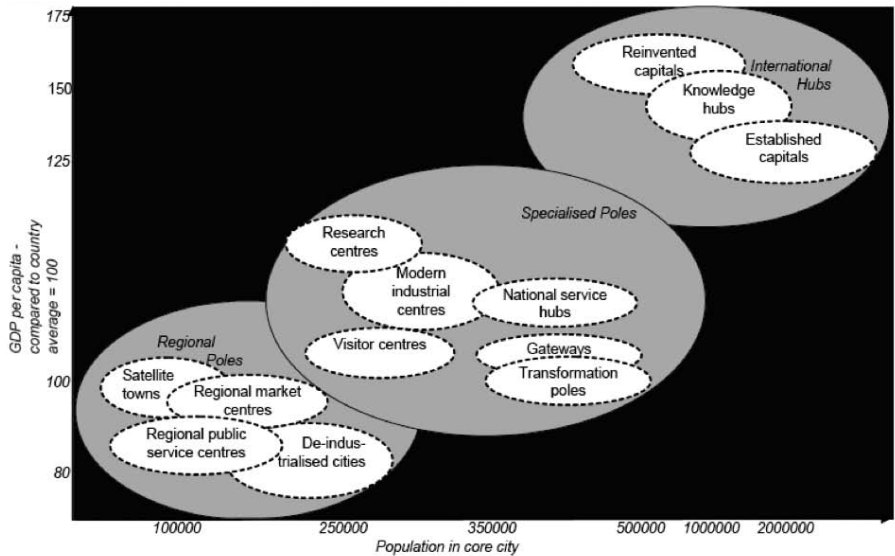 175
150
125
100
80
GDP per capita -
compared to country
average = 100
Reinvented
capitals
International
Hubs
Knowledge
hubs
Established
capitals
Specialised Poles
Research
centres
Modern
industrial
centres
National service
hubs
Visitor centres
Gateways
Transformation
poles
Regional
Poles
Satellite
towns
Regional market
centres
Regional public
service centres
De-indus-
trialised cities
100000
250000
350000
500000
1000000
2000000
Population in core city